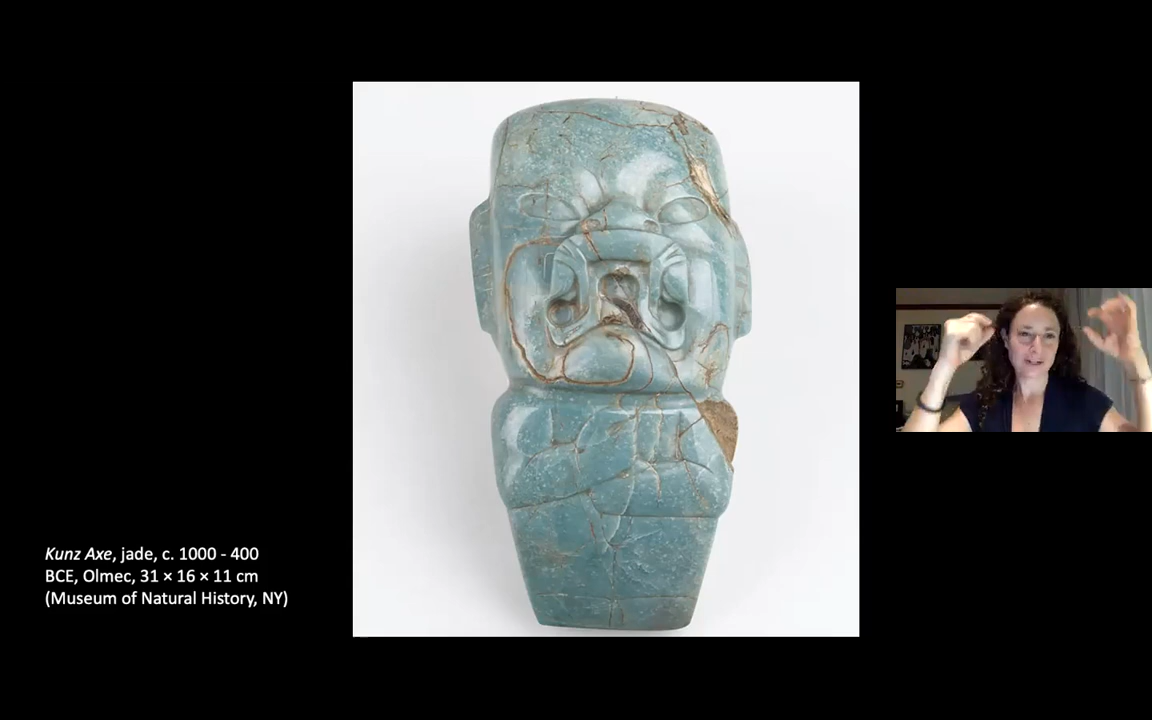 Kunz Axe, jade, c. 1000 - 400
BCE, Olmec, 31 × 16 × 11 cm
(Museum of Natural History, NY)